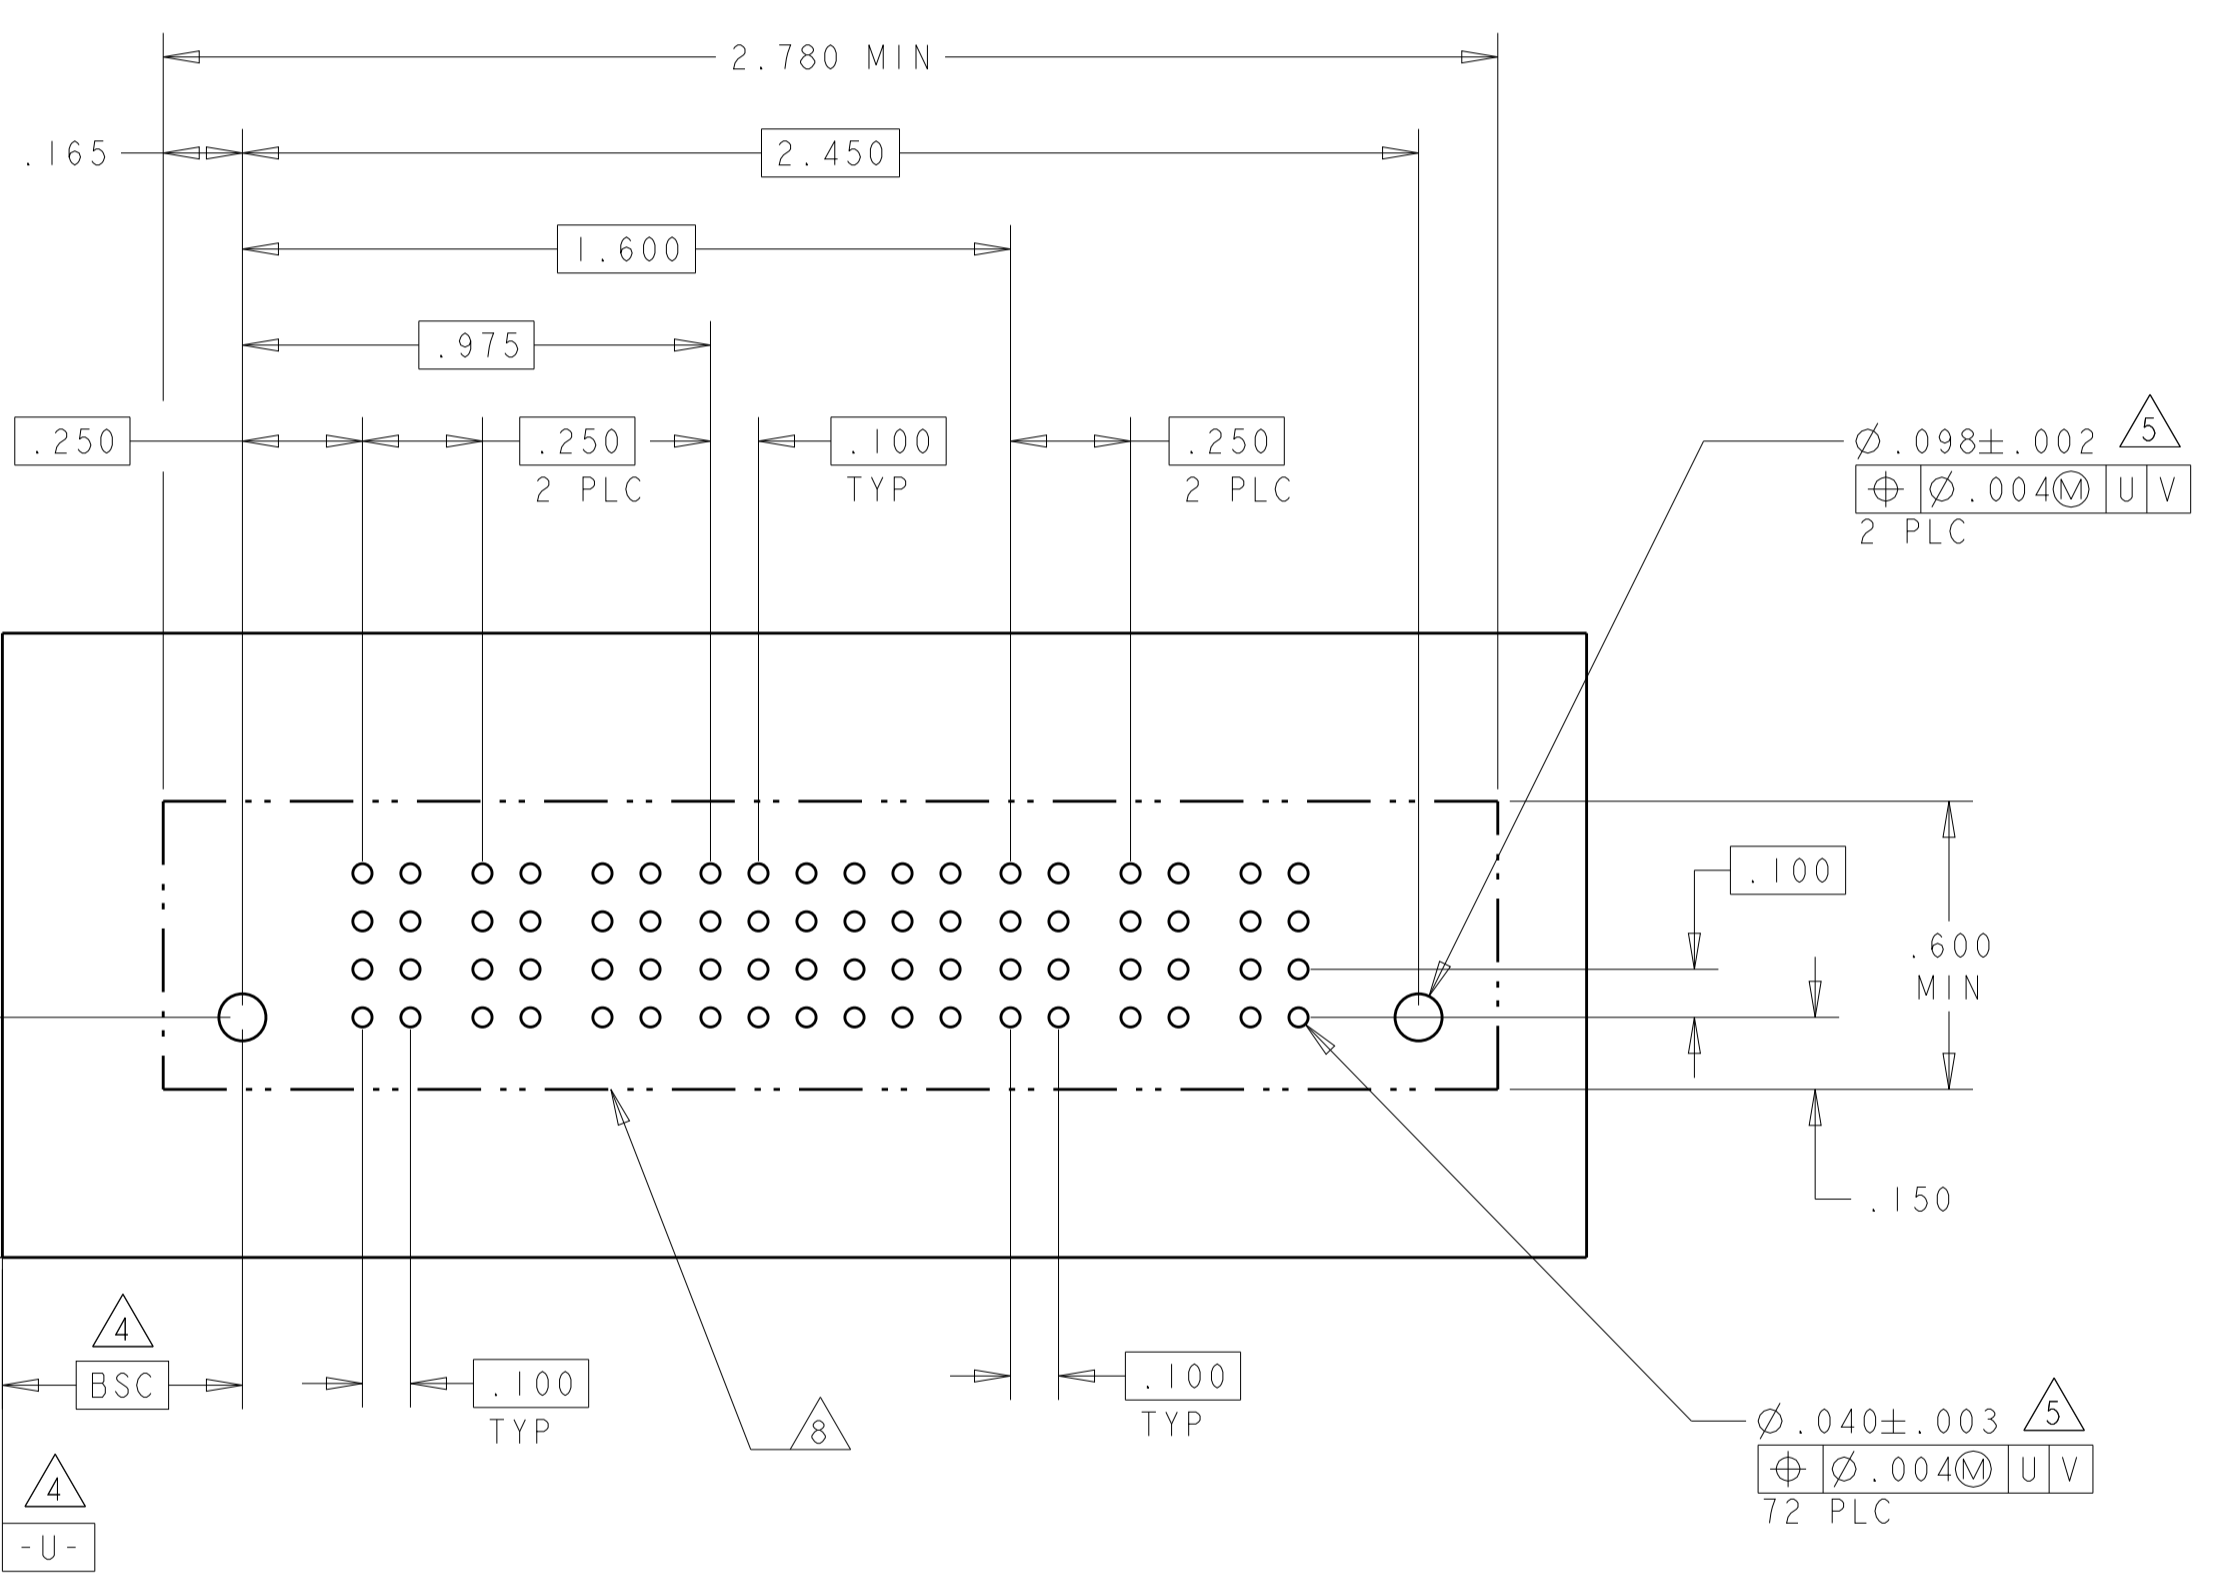 2.780 MIN
.165
2.450
1.600
.975
.250
.250
2 PLC
.100
TYP
.250
2 PLC
5
Ø.098±.002
⌖ Ø.004Ⓜ U V
2 PLC
.100
.600
MIN
.150
4
BSC
.100
TYP
8
.100
TYP
5
Ø.040±.003
⌖ Ø.004Ⓜ U V
72 PLC
4
-U-